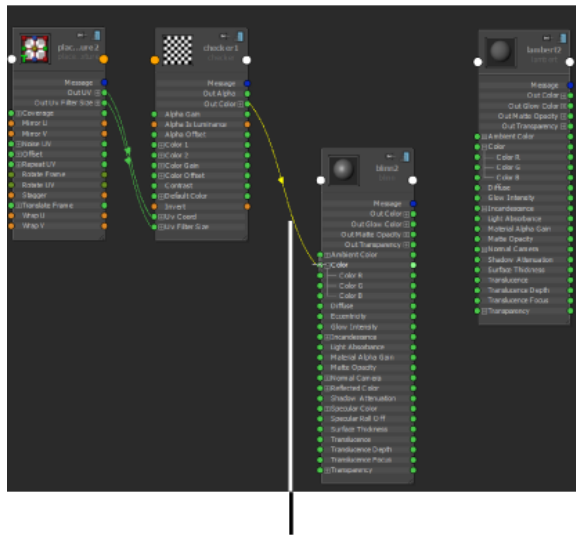 plac...ure2
Message
Out UV
Out Uv Filter Size
Coverage
Mirror U
Mirror V
Noise UV
Offset
Repeat UV
Rotate Frame
Rotate UV
Stagger
Translate Frame
Wrap U
Wrap V
checker1
checker
Message
Out Alpha
Out Color
Alpha Gain
Alpha Is Luminance
Alpha Offset
Color 1
Color 2
Color Gain
Color Offset
Contrast
Default Color
Invert
Uv Coord
Uv Filter Size
blinn2
blinn
Message
Out Color
Out Glow Color
Out Matte Opacity
Out Transparency
Ambient Color
Color
Color R
Color G
Color B
Diffuse
Eccentricity
Glow Intensity
Incandescence
Light Absorbance
Material Alpha Gain
Matte Opacity
Normal Camera
Reflected Color
Shadow Attenuation
Specular Color
Specular Roll Off
Surface Thickness
Translucence
Translucence Depth
Translucence Focus
Transparency
lambert2
lambert
Message
Out Color
Out Glow Color
Out Matte Opacity
Out Transparency
Ambient Color
Color
Color R
Color G
Color B
Diffuse
Glow Intensity
Incandescence
Light Absorbance
Material Alpha Gain
Matte Opacity
Normal Camera
Shadow Attenuation
Surface Thickness
Translucence
Translucence Depth
Translucence Focus
Transparency